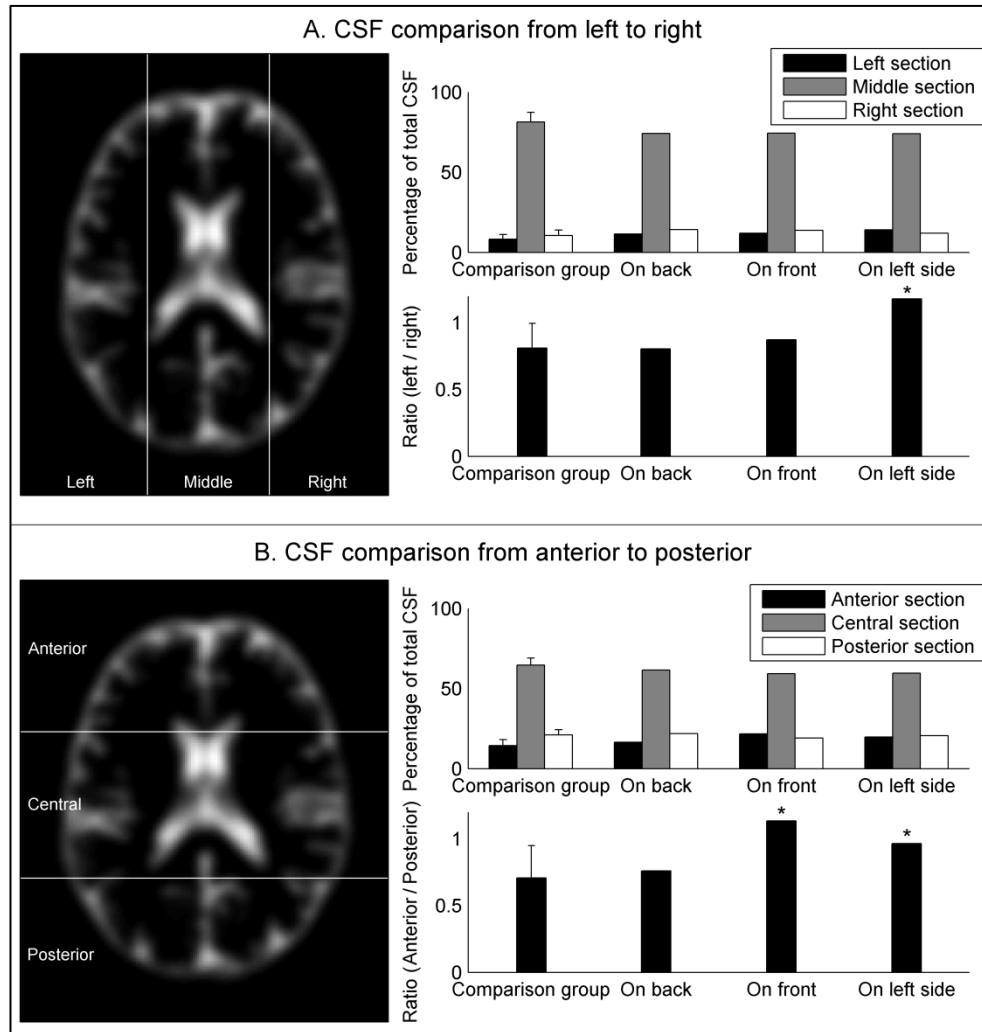 A. CSF comparison from left to right
Left
Middle
Right
Percentage of total CSF
100
50
0
Left section
Middle section
Right section
Comparison group
On back
On front
On left side
Ratio (left / right)
1
0.5
0
*
Comparison group
On back
On front
On left side
B. CSF comparison from anterior to posterior
Anterior
Central
Posterior
Percentage of total CSF
100
50
0
Anterior section
Central section
Posterior section
Comparison group
On back
On front
On left side
Ratio (Anterior / Posterior)
1
0.5
0
*
*
Comparison group
On back
On front
On left side